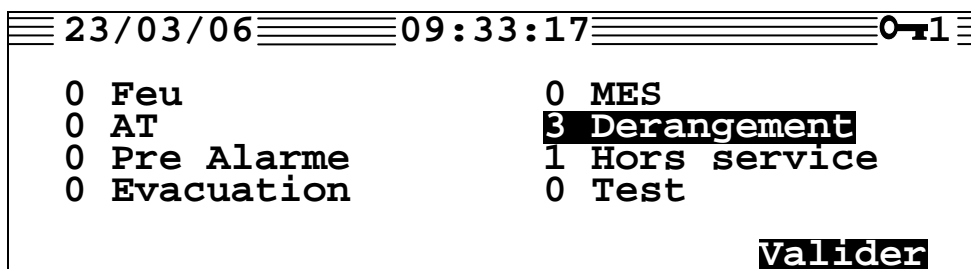 23/03/06 09:33:17 1
0 Feu 0 MES
0 AT 3 Derangement
0 Pre Alarme 1 Hors service
0 Evacuation 0 Test
Valider